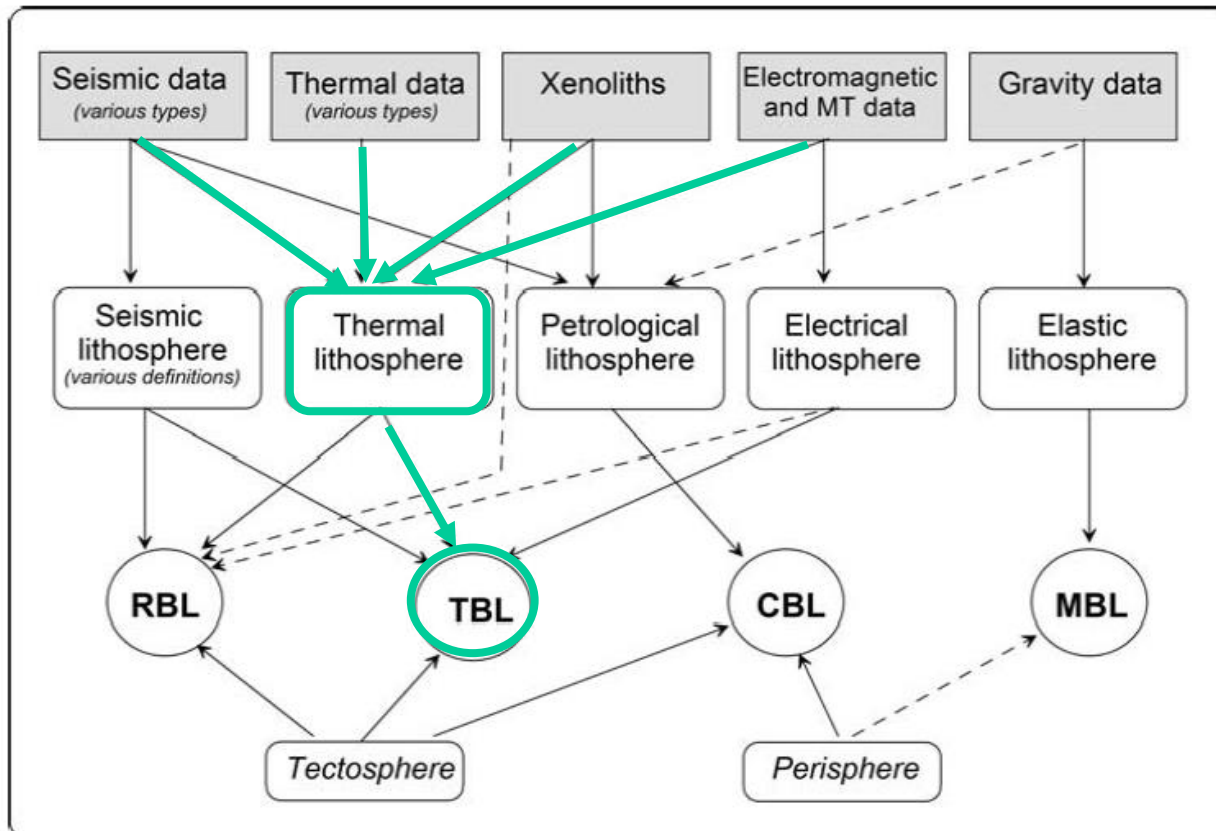 Seismic data
(various types)
Thermal data
(various types)
Xenoliths
Electromagnetic
and MT data
Gravity data
Seismic
lithosphere
(various definitions)
Thermal
lithosphere
Petrological
lithosphere
Electrical
lithosphere
Elastic
lithosphere
RBL
TBL
CBL
MBL
Tectosphere
Perisphere